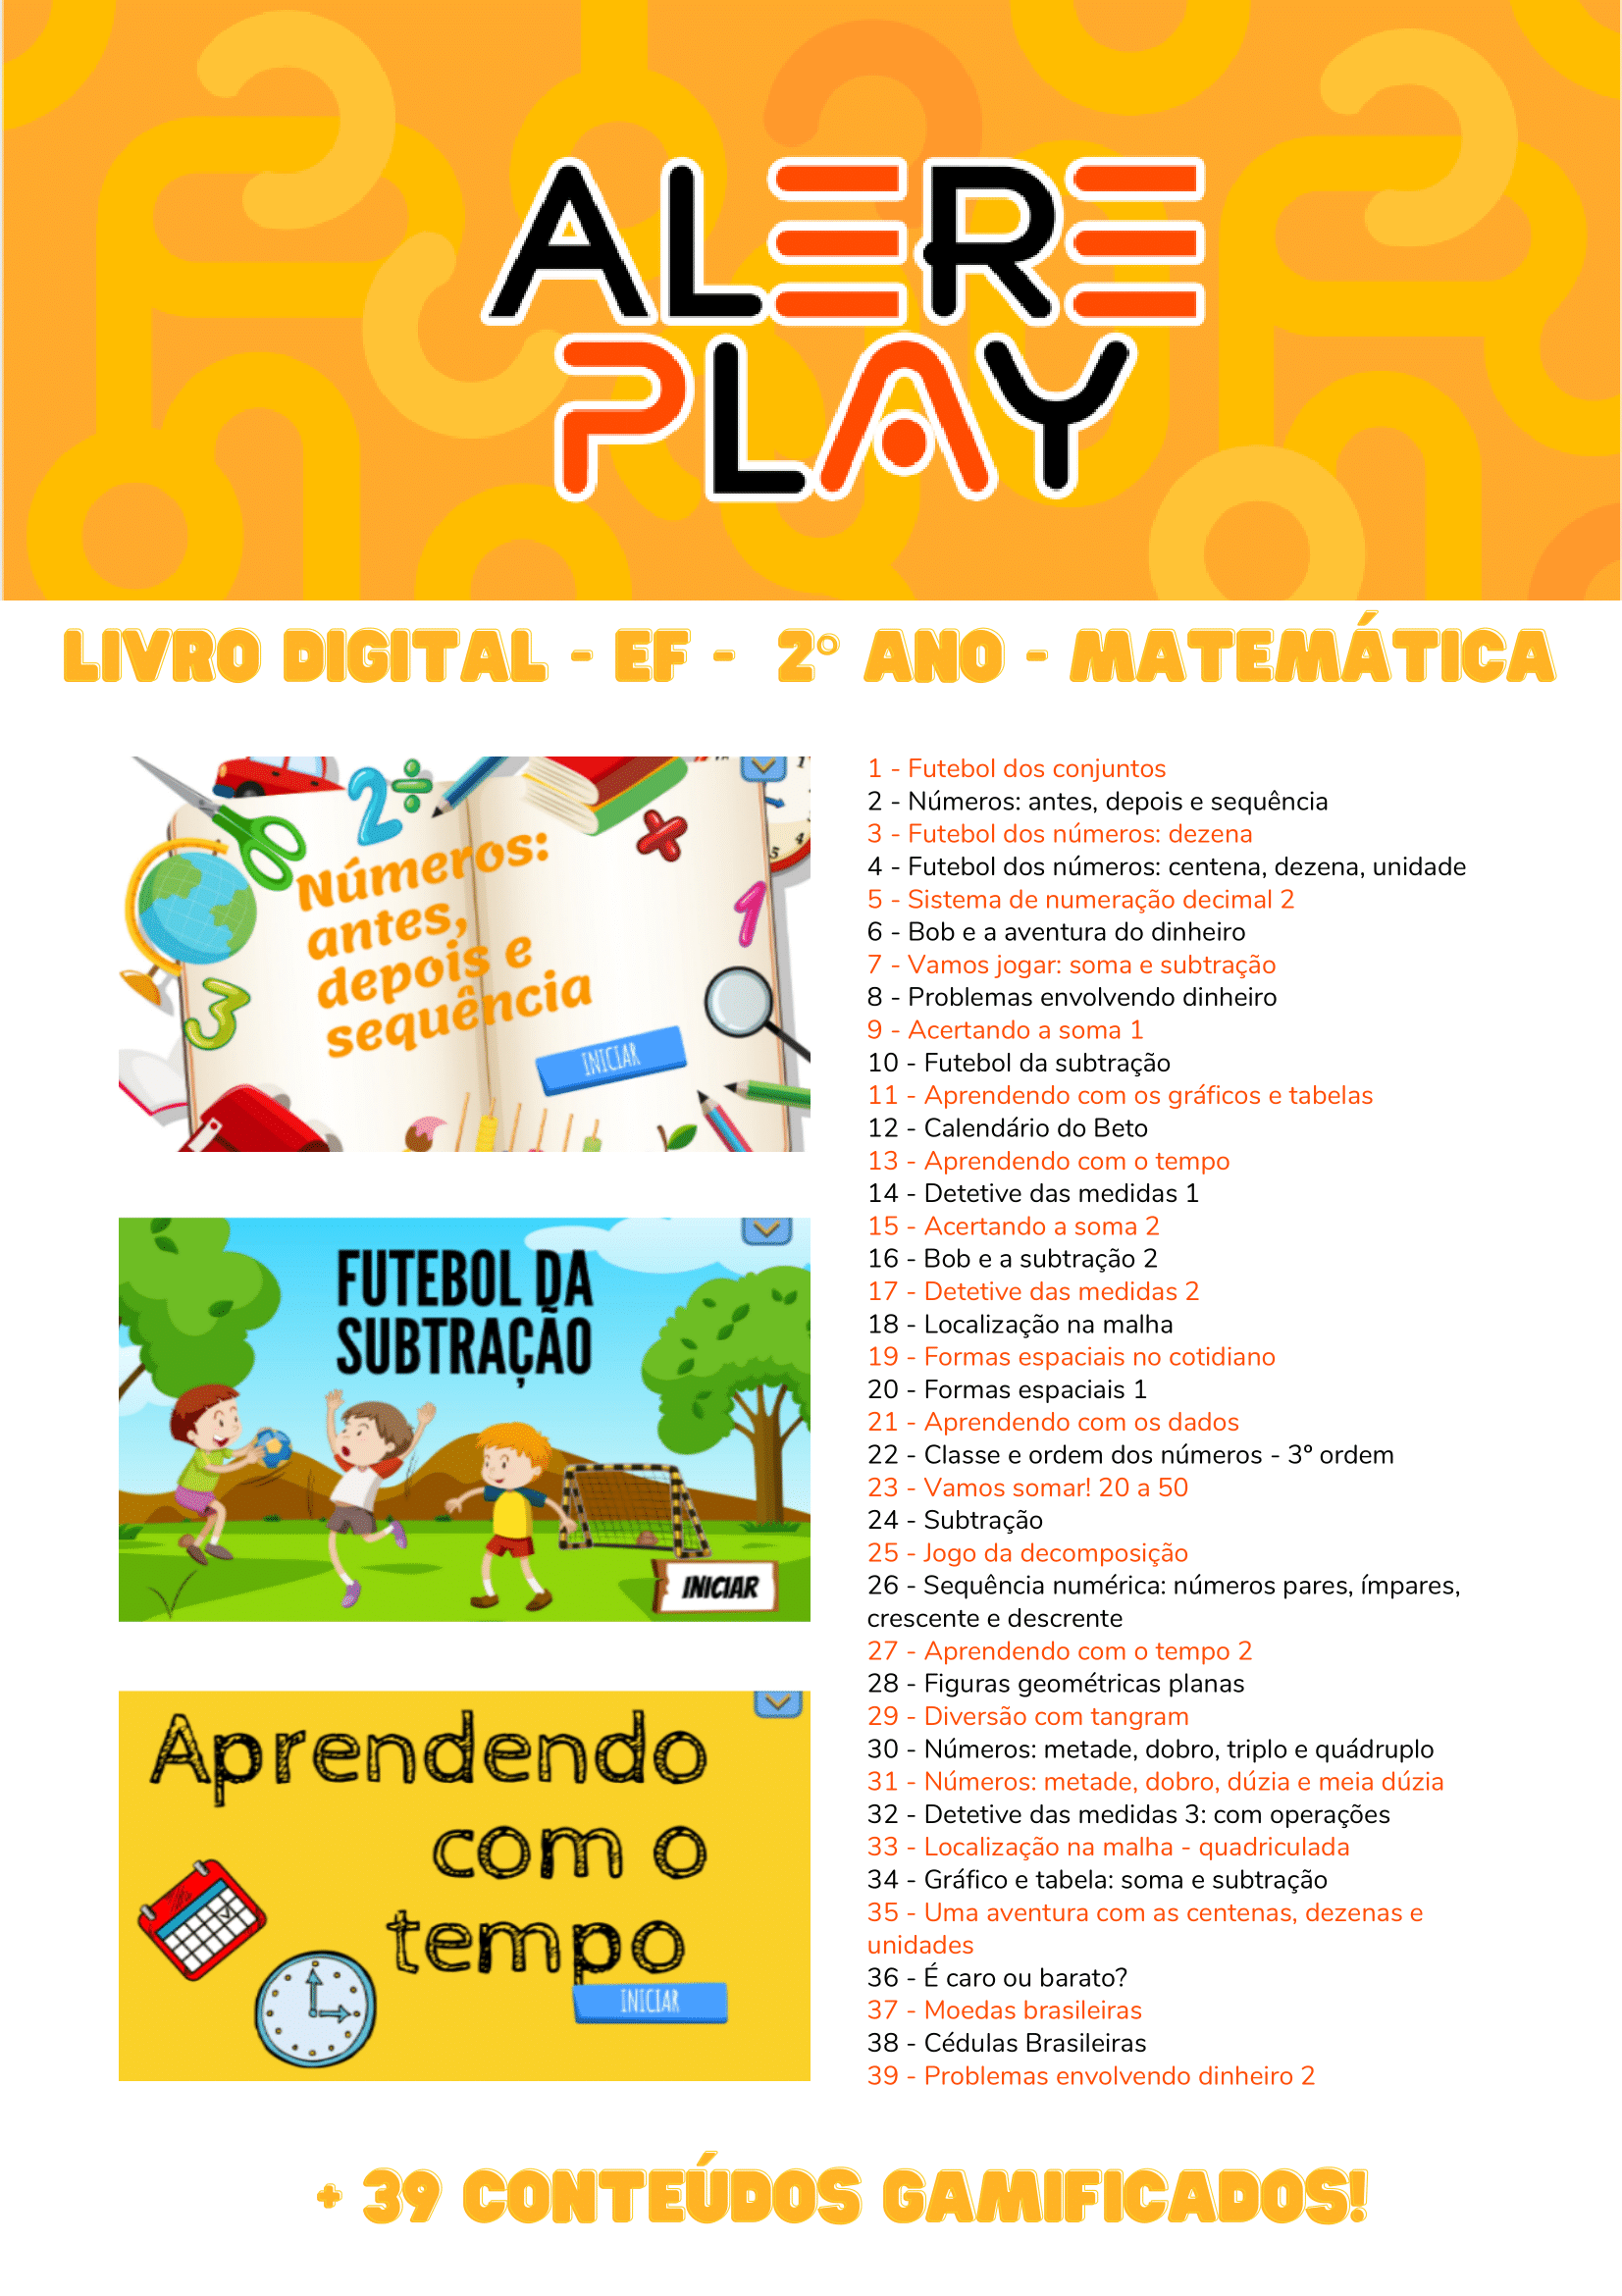 ALERE
PLAY
LIVRO DIGITAL - EF - 2º ANO - MATEMÁTICA
2 ÷
Números:
antes,
depois e
sequência
1
3
4
5
INICIAR
FUTEBOL DA
SUBTRAÇÃO
INICIAR
Aprendendo
com o
tempo
INICIAR
1 - Futebol dos conjuntos
2 - Números: antes, depois e sequência
3 - Futebol dos números: dezena
4 - Futebol dos números: centena, dezena, unidade
5 - Sistema de numeração decimal 2
6 - Bob e a aventura do dinheiro
7 - Vamos jogar: soma e subtração
8 - Problemas envolvendo dinheiro
9 - Acertando a soma 1
10 - Futebol da subtração
11 - Aprendendo com os gráficos e tabelas
12 - Calendário do Beto
13 - Aprendendo com o tempo
14 - Detetive das medidas 1
15 - Acertando a soma 2
16 - Bob e a subtração 2
17 - Detetive das medidas 2
18 - Localização na malha
19 - Formas espaciais no cotidiano
20 - Formas espaciais 1
21 - Aprendendo com os dados
22 - Classe e ordem dos números - 3º ordem
23 - Vamos somar! 20 a 50
24 - Subtração
25 - Jogo da decomposição
26 - Sequência numérica: números pares, ímpares,
crescente e descrente
27 - Aprendendo com o tempo 2
28 - Figuras geométricas planas
29 - Diversão com tangram
30 - Números: metade, dobro, triplo e quádruplo
31 - Números: metade, dobro, dúzia e meia dúzia
32 - Detetive das medidas 3: com operações
33 - Localização na malha - quadriculada
34 - Gráfico e tabela: soma e subtração
35 - Uma aventura com as centenas, dezenas e
unidades
36 - É caro ou barato?
37 - Moedas brasileiras
38 - Cédulas Brasileiras
39 - Problemas envolvendo dinheiro 2
+ 39 CONTEÚDOS GAMIFICADOS!